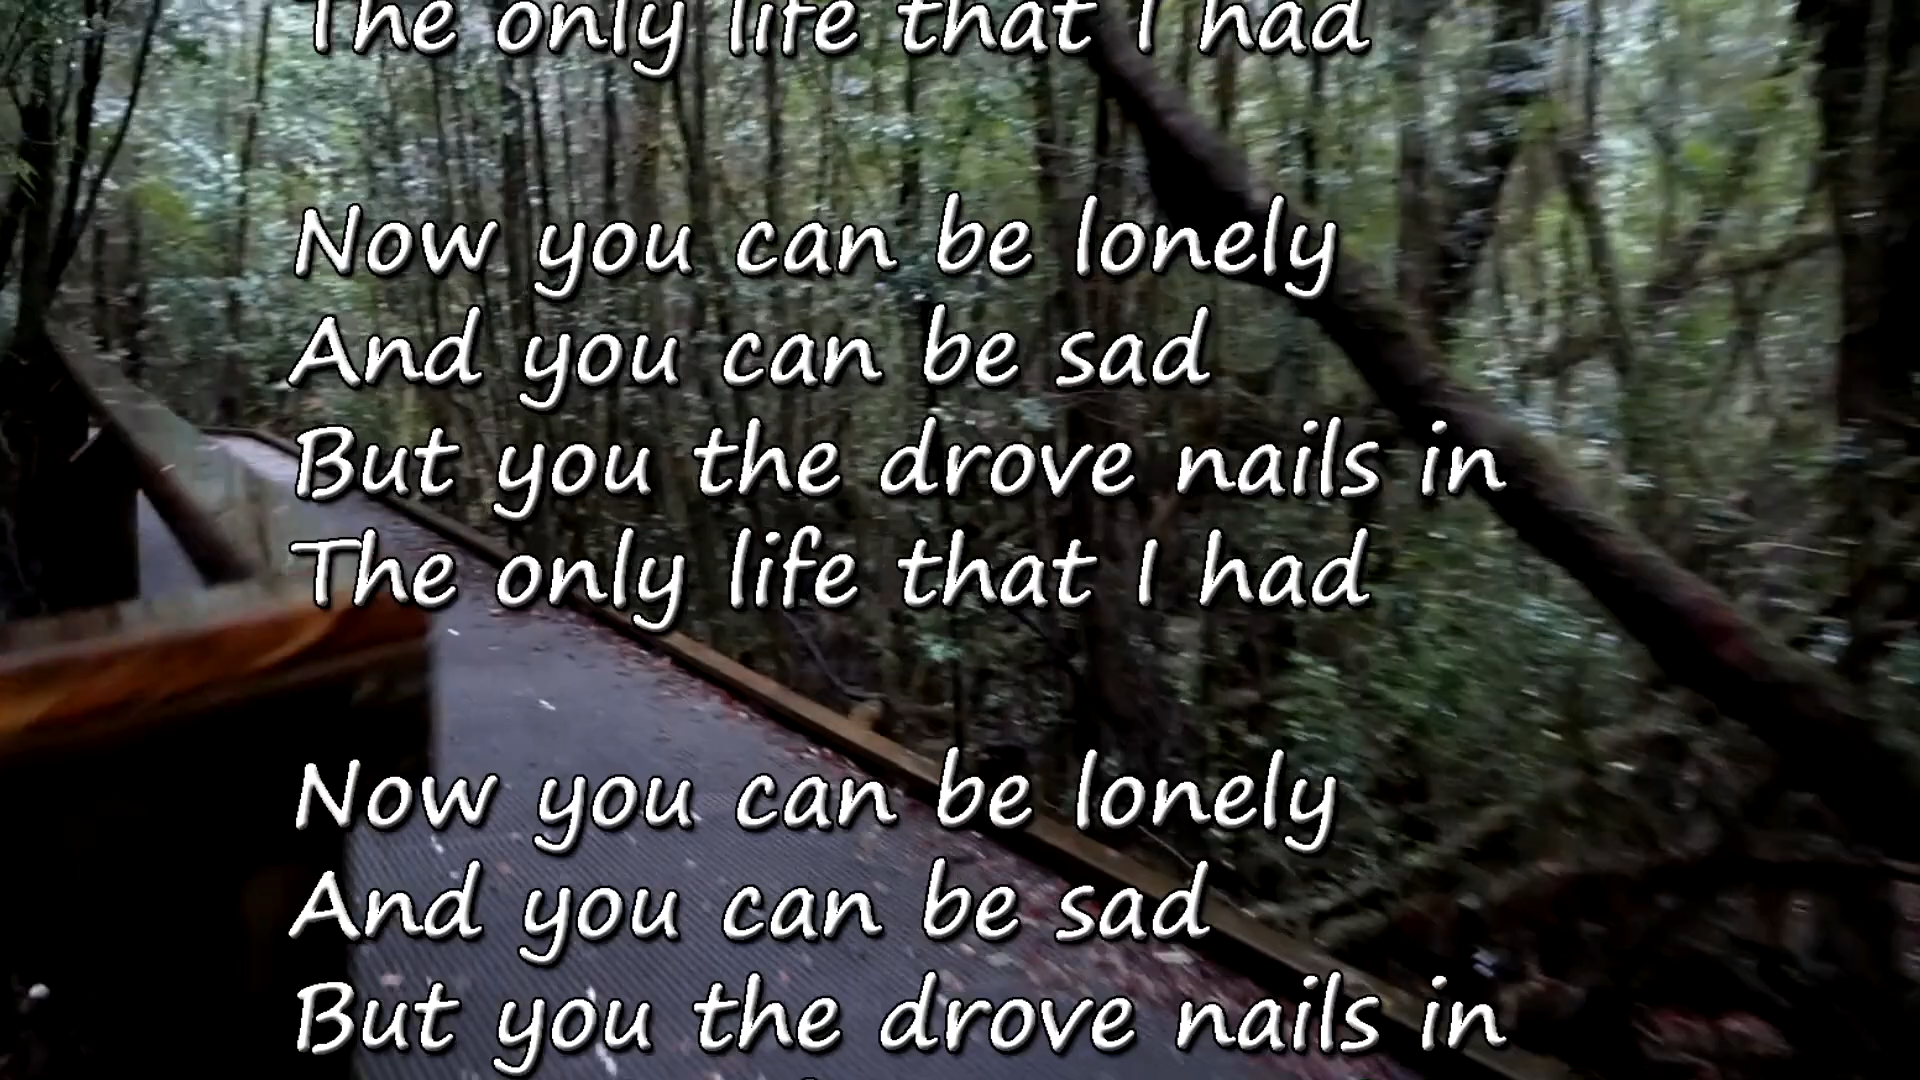 The only life that I had
Now you can be lonely
And you can be sad
But you the drove nails in
The only life that I had
Now you can be lonely
And you can be sad
But you the drove nails in